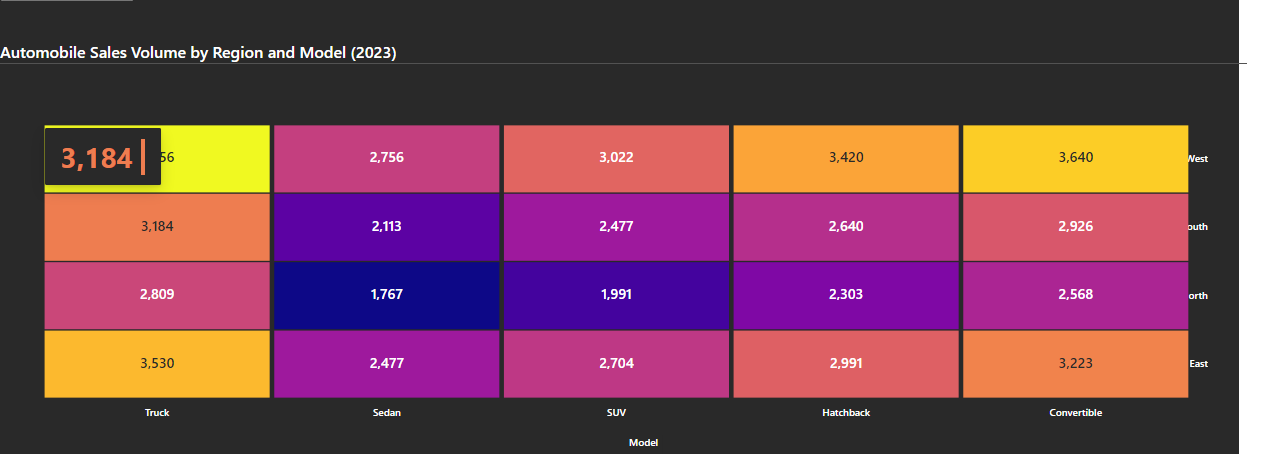 Automobile Sales Volume by Region and Model (2023)
3,184 56 2,756 3,022 3,420 3,640 West
3,184 2,113 2,477 2,640 2,926 outh
2,809 1,767 1,991 2,303 2,568 orth
3,530 2,477 2,704 2,991 3,223 East
Truck Sedan SUV Hatchback Convertible
Model